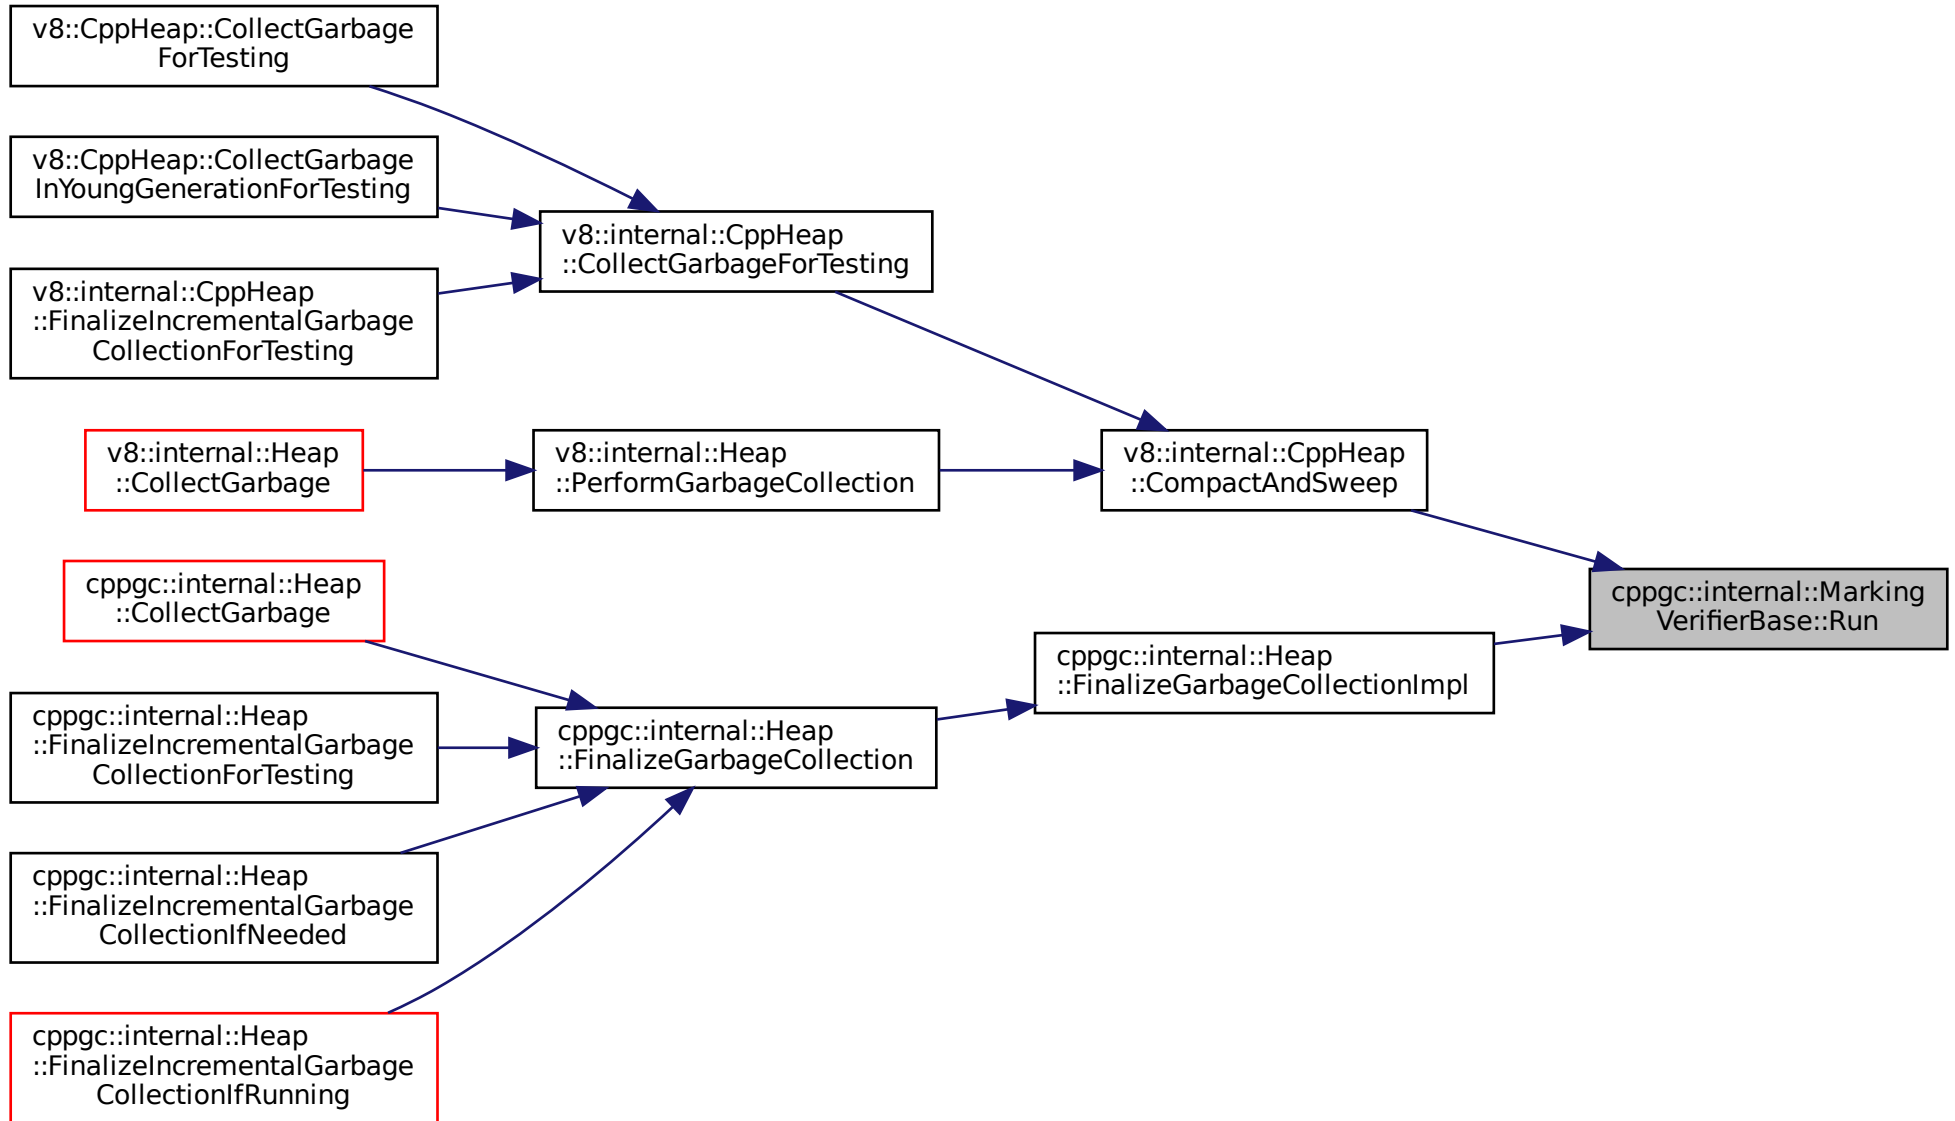 v8::CppHeap::CollectGarbage
ForTesting
v8::CppHeap::CollectGarbage
InYoungGenerationForTesting
v8::internal::CppHeap
::FinalizeIncrementalGarbage
CollectionForTesting
v8::internal::CppHeap
::CollectGarbageForTesting
v8::internal::Heap
::CollectGarbage
v8::internal::Heap
::PerformGarbageCollection
v8::internal::CppHeap
::CompactAndSweep
cppgc::internal::Marking
VerifierBase::Run
cppgc::internal::Heap
::CollectGarbage
cppgc::internal::Heap
::FinalizeGarbageCollectionImpl
cppgc::internal::Heap
::FinalizeGarbageCollection
cppgc::internal::Heap
::FinalizeIncrementalGarbage
CollectionForTesting
cppgc::internal::Heap
::FinalizeIncrementalGarbage
CollectionIfNeeded
cppgc::internal::Heap
::FinalizeIncrementalGarbage
CollectionIfRunning